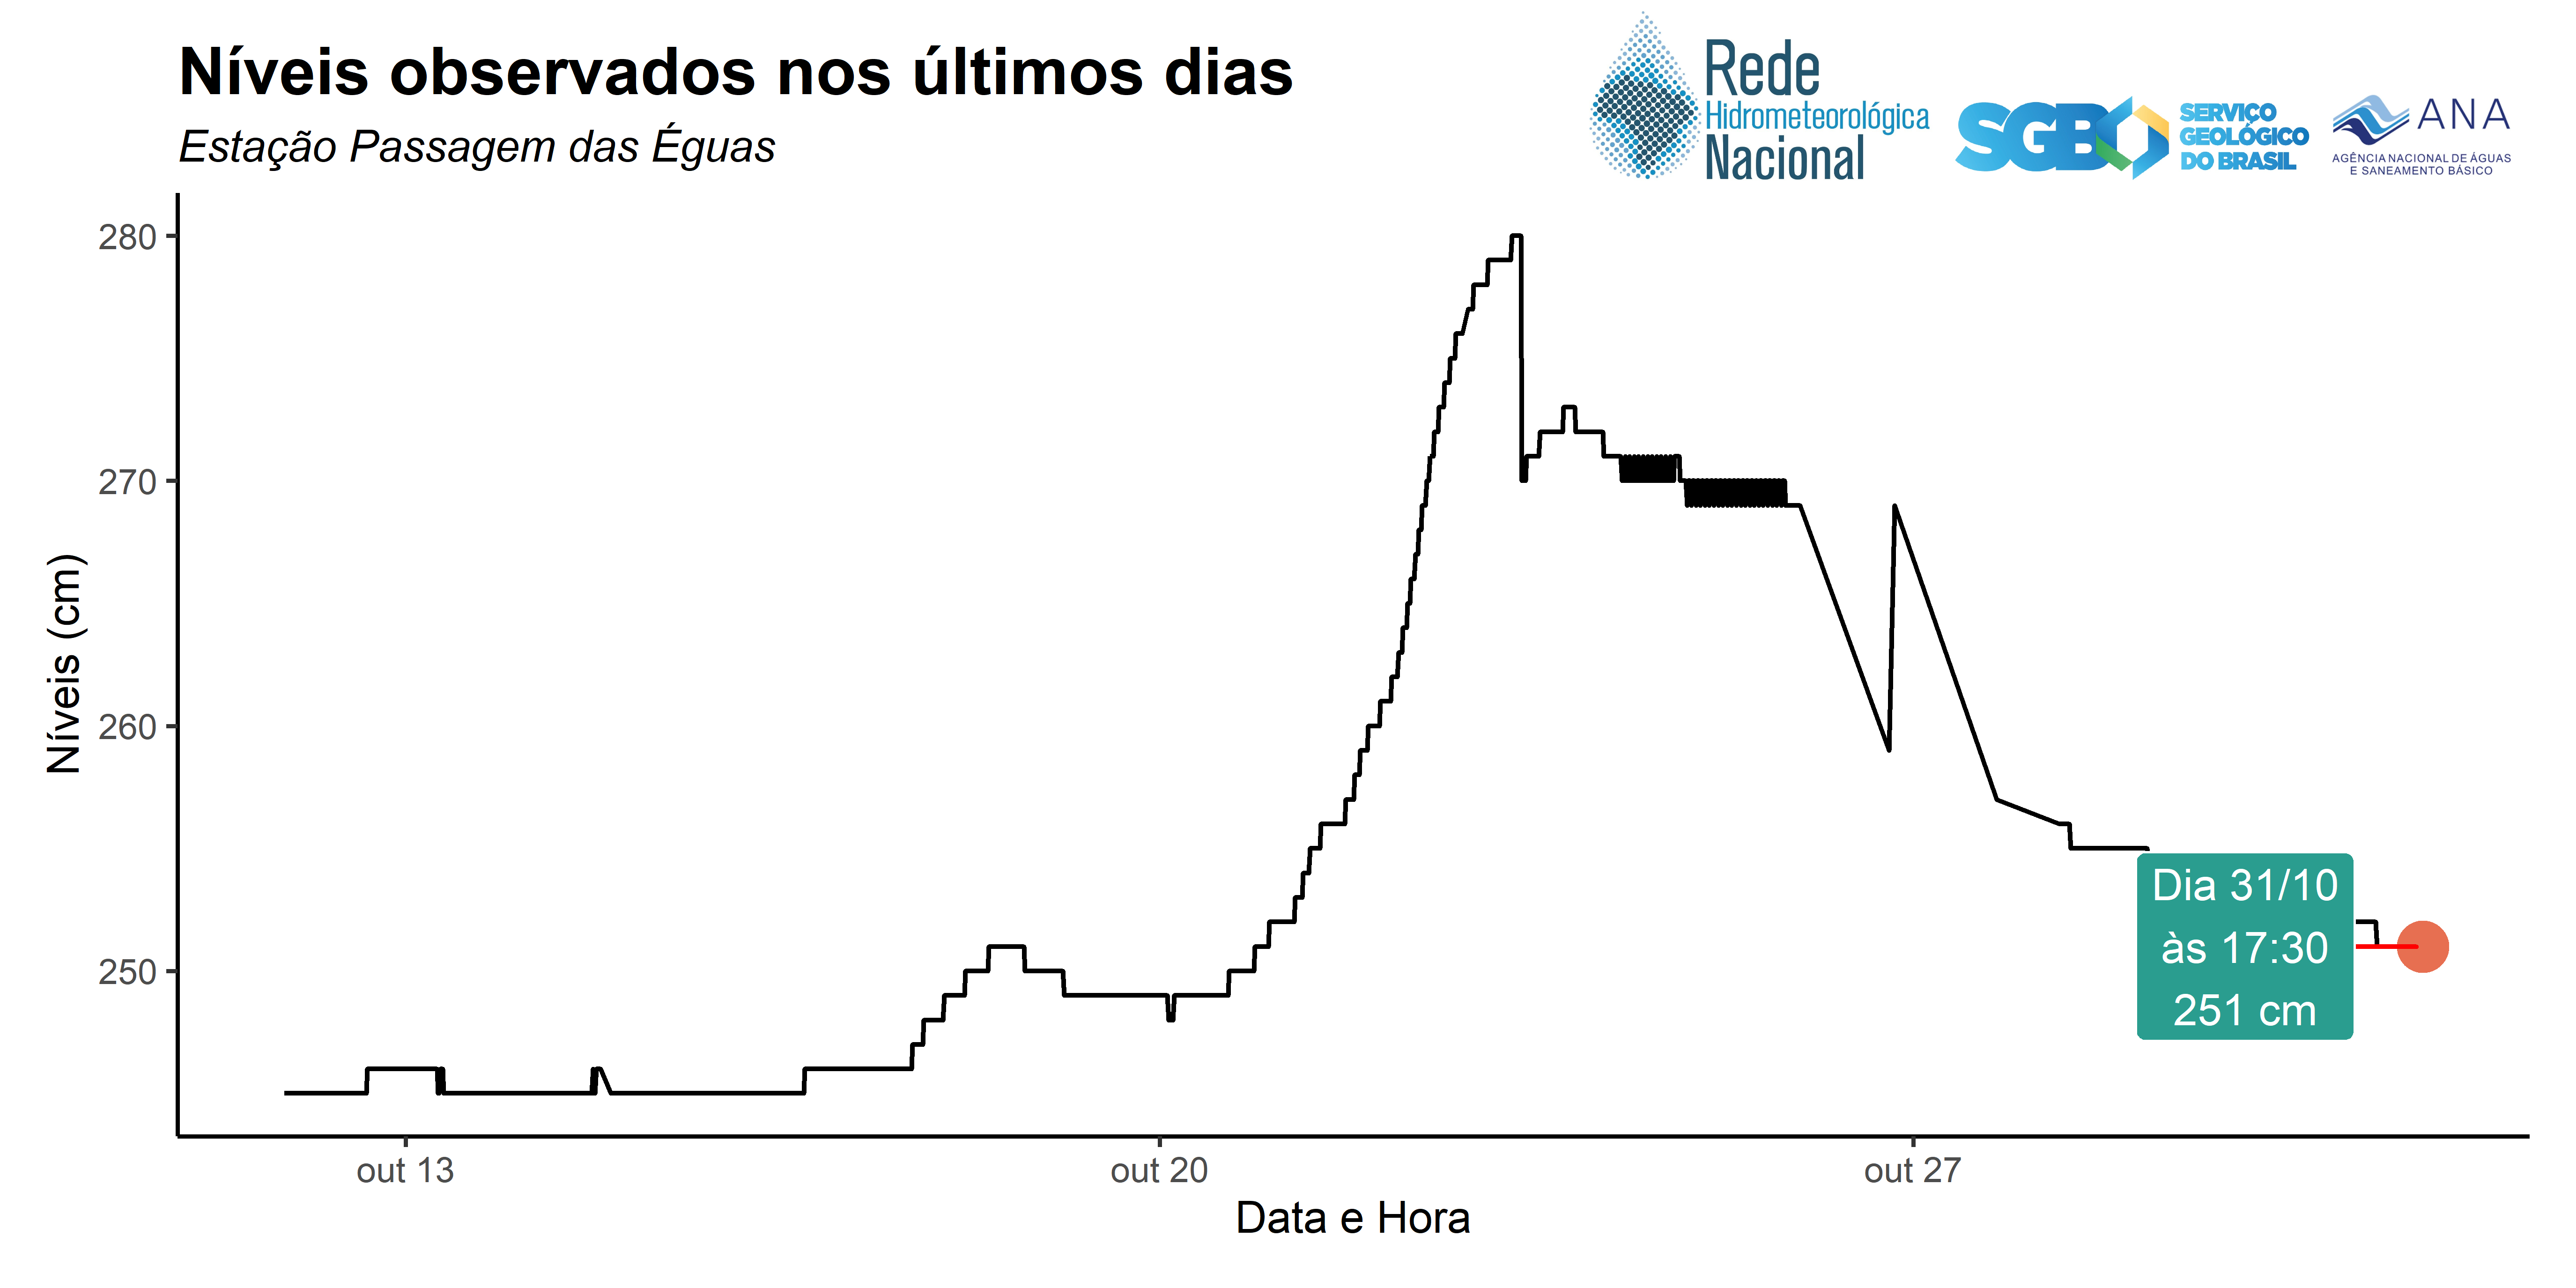 Níveis observados nos últimos dias
Estação Passagem das Éguas
Rede
Hidrometeorológica
Nacional
SGB
SERVIÇO
GEOLÓGICO
DO BRASIL
ANA
AGÊNCIA NACIONAL DE ÁGUAS
E SANEAMENTO BÁSICO
280
270
260
250
Níveis (cm)
Dia 31/10
às 17:30
251 cm
out 13
out 20
out 27
Data e Hora